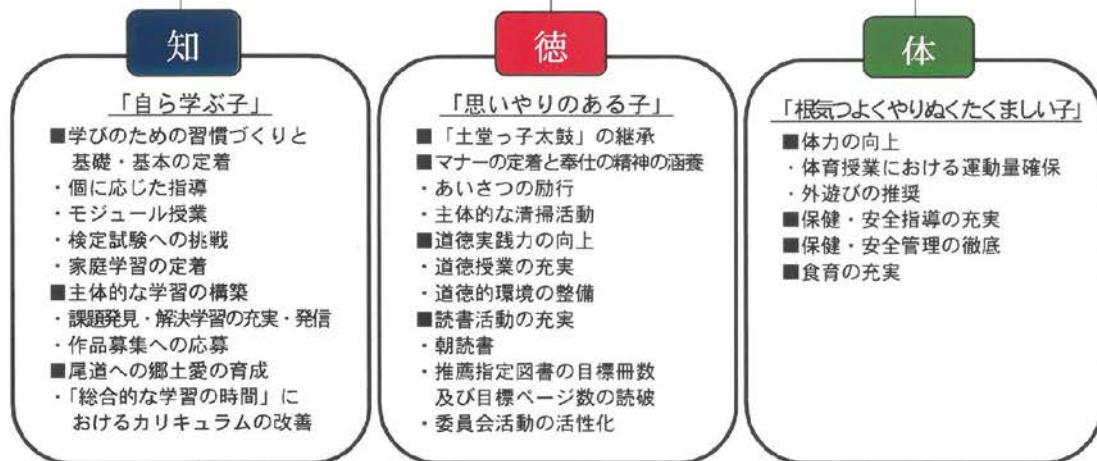 知
「自ら学ぶ子」
■学びのための習慣づくりと
基礎・基本の定着
・個に応じた指導
・モジュール授業
・検定試験への挑戦
・家庭学習の定着
■主体的な学習の構築
・課題発見・解決学習の充実・発信
・作品募集への応募
■尾道への郷土愛の育成
・「総合的な学習の時間」に
おけるカリキュラムの改善
徳
「思いやりのある子」
■「土堂っ子太鼓」の継承
■マナーの定着と奉仕の精神の涵養
・あいさつの励行
・主体的な清掃活動
■道徳実践力の向上
・道徳授業の充実
・道徳的環境の整備
■読書活動の充実
・朝読書
・推薦指定図書の目標冊数
及び目標ページ数の読破
・委員会活動の活性化
体
「根気つよくやりぬくたくましい子」
■体力の向上
・体育授業における運動量確保
・外遊びの推奨
■保健・安全指導の充実
■保健・安全管理の徹底
■食育の充実